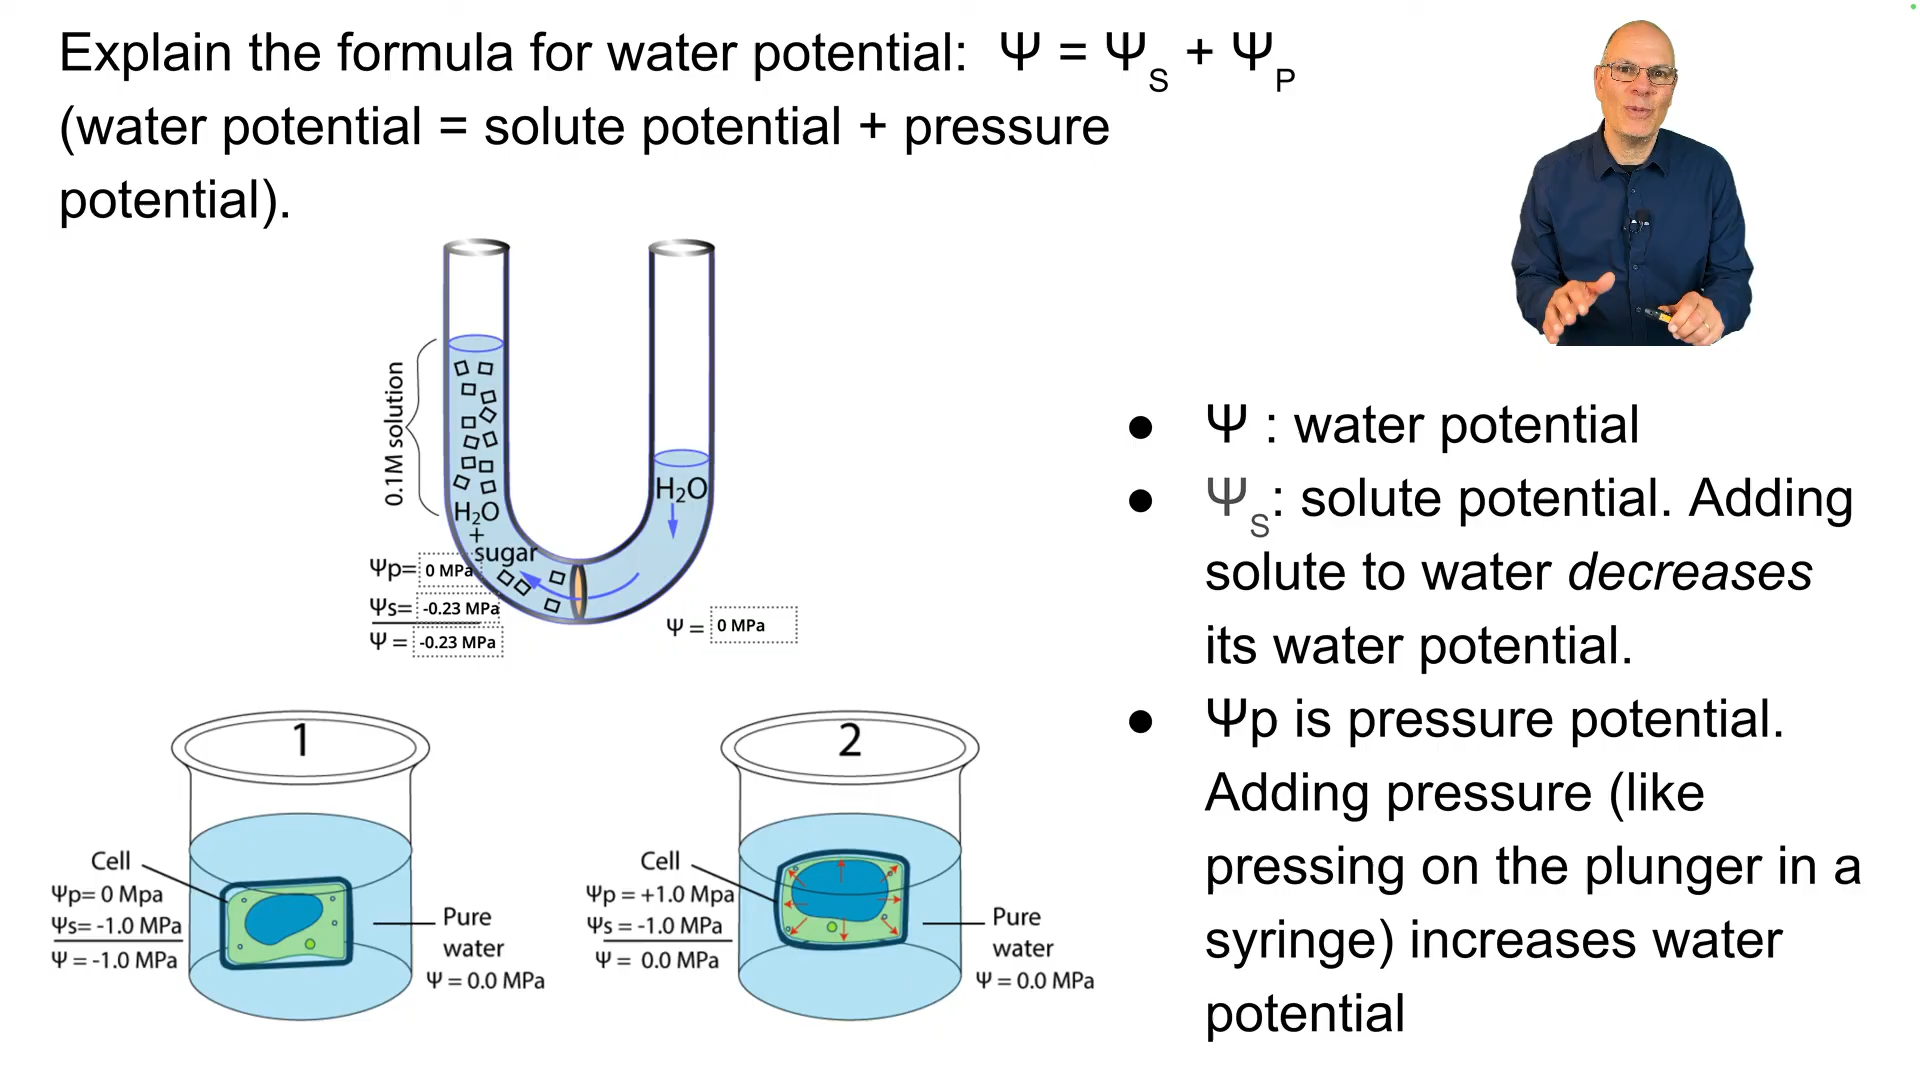 Explain the formula for water potential: Ψ = ΨS + ΨP
(water potential = solute potential + pressure
potential).
0.1M solution
H2O
+
sugar
H2O
Ψp= 0 MPa
Ψs= -0.23 MPa
Ψ = -0.23 MPa
Ψ = 0 MPa
● Ψ : water potential
● ΨS: solute potential. Adding
solute to water decreases
its water potential.
● Ψp is pressure potential.
Adding pressure (like
pressing on the plunger in a
syringe) increases water
potential
1
Cell
Ψp= 0 Mpa
Ψs= -1.0 MPa
Ψ = -1.0 MPa
Pure
water
Ψ = 0.0 MPa
2
Cell
Ψp = +1.0 Mpa
Ψs = -1.0 MPa
Ψ = 0.0 MPa
Pure
water
Ψ = 0.0 MPa